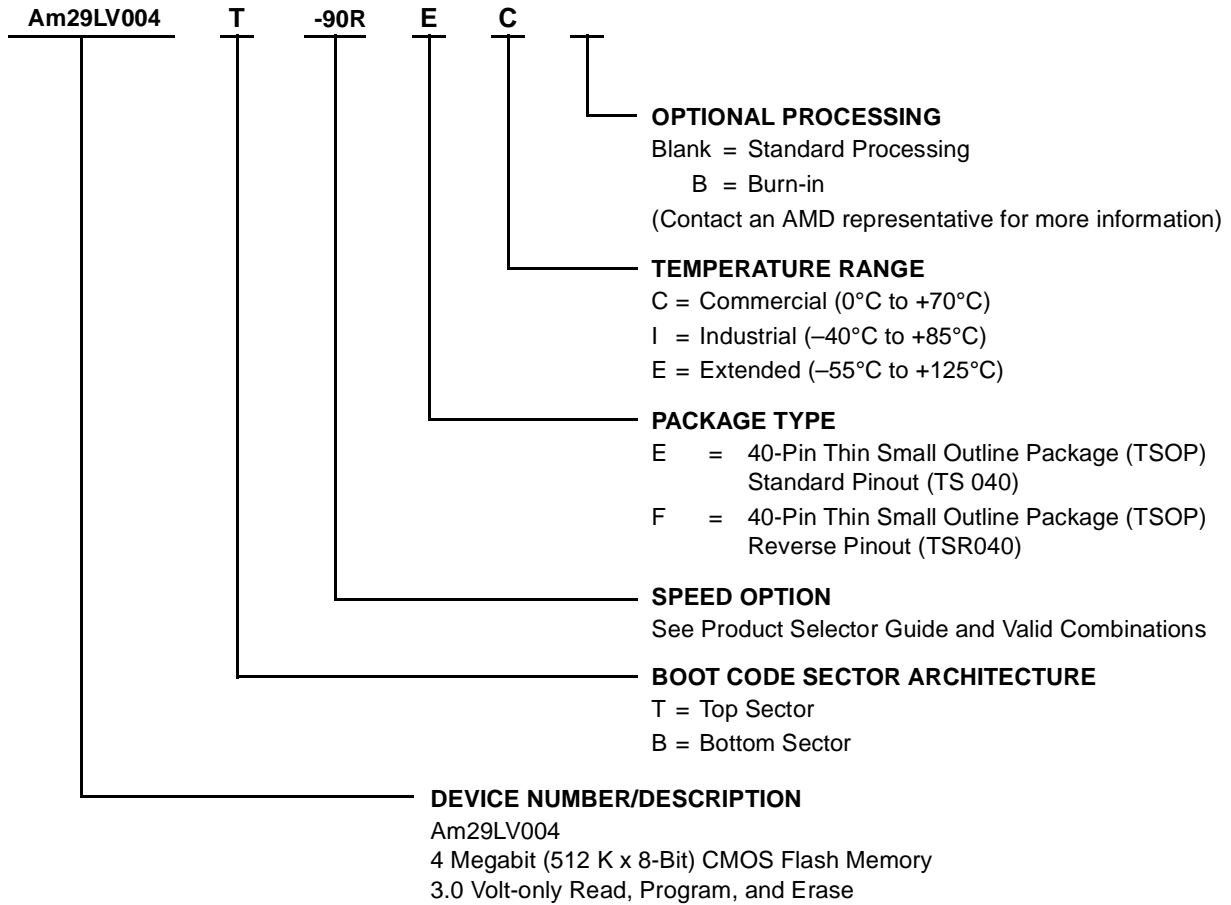 Am29LV004 T -90R E C
OPTIONAL PROCESSING
Blank = Standard Processing
B = Burn-in
(Contact an AMD representative for more information)
TEMPERATURE RANGE
C = Commercial (0°C to +70°C)
I = Industrial (–40°C to +85°C)
E = Extended (–55°C to +125°C)
PACKAGE TYPE
E = 40-Pin Thin Small Outline Package (TSOP)
Standard Pinout (TS 040)
F = 40-Pin Thin Small Outline Package (TSOP)
Reverse Pinout (TSR040)
SPEED OPTION
See Product Selector Guide and Valid Combinations
BOOT CODE SECTOR ARCHITECTURE
T = Top Sector
B = Bottom Sector
DEVICE NUMBER/DESCRIPTION
Am29LV004
4 Megabit (512 K x 8-Bit) CMOS Flash Memory
3.0 Volt-only Read, Program, and Erase